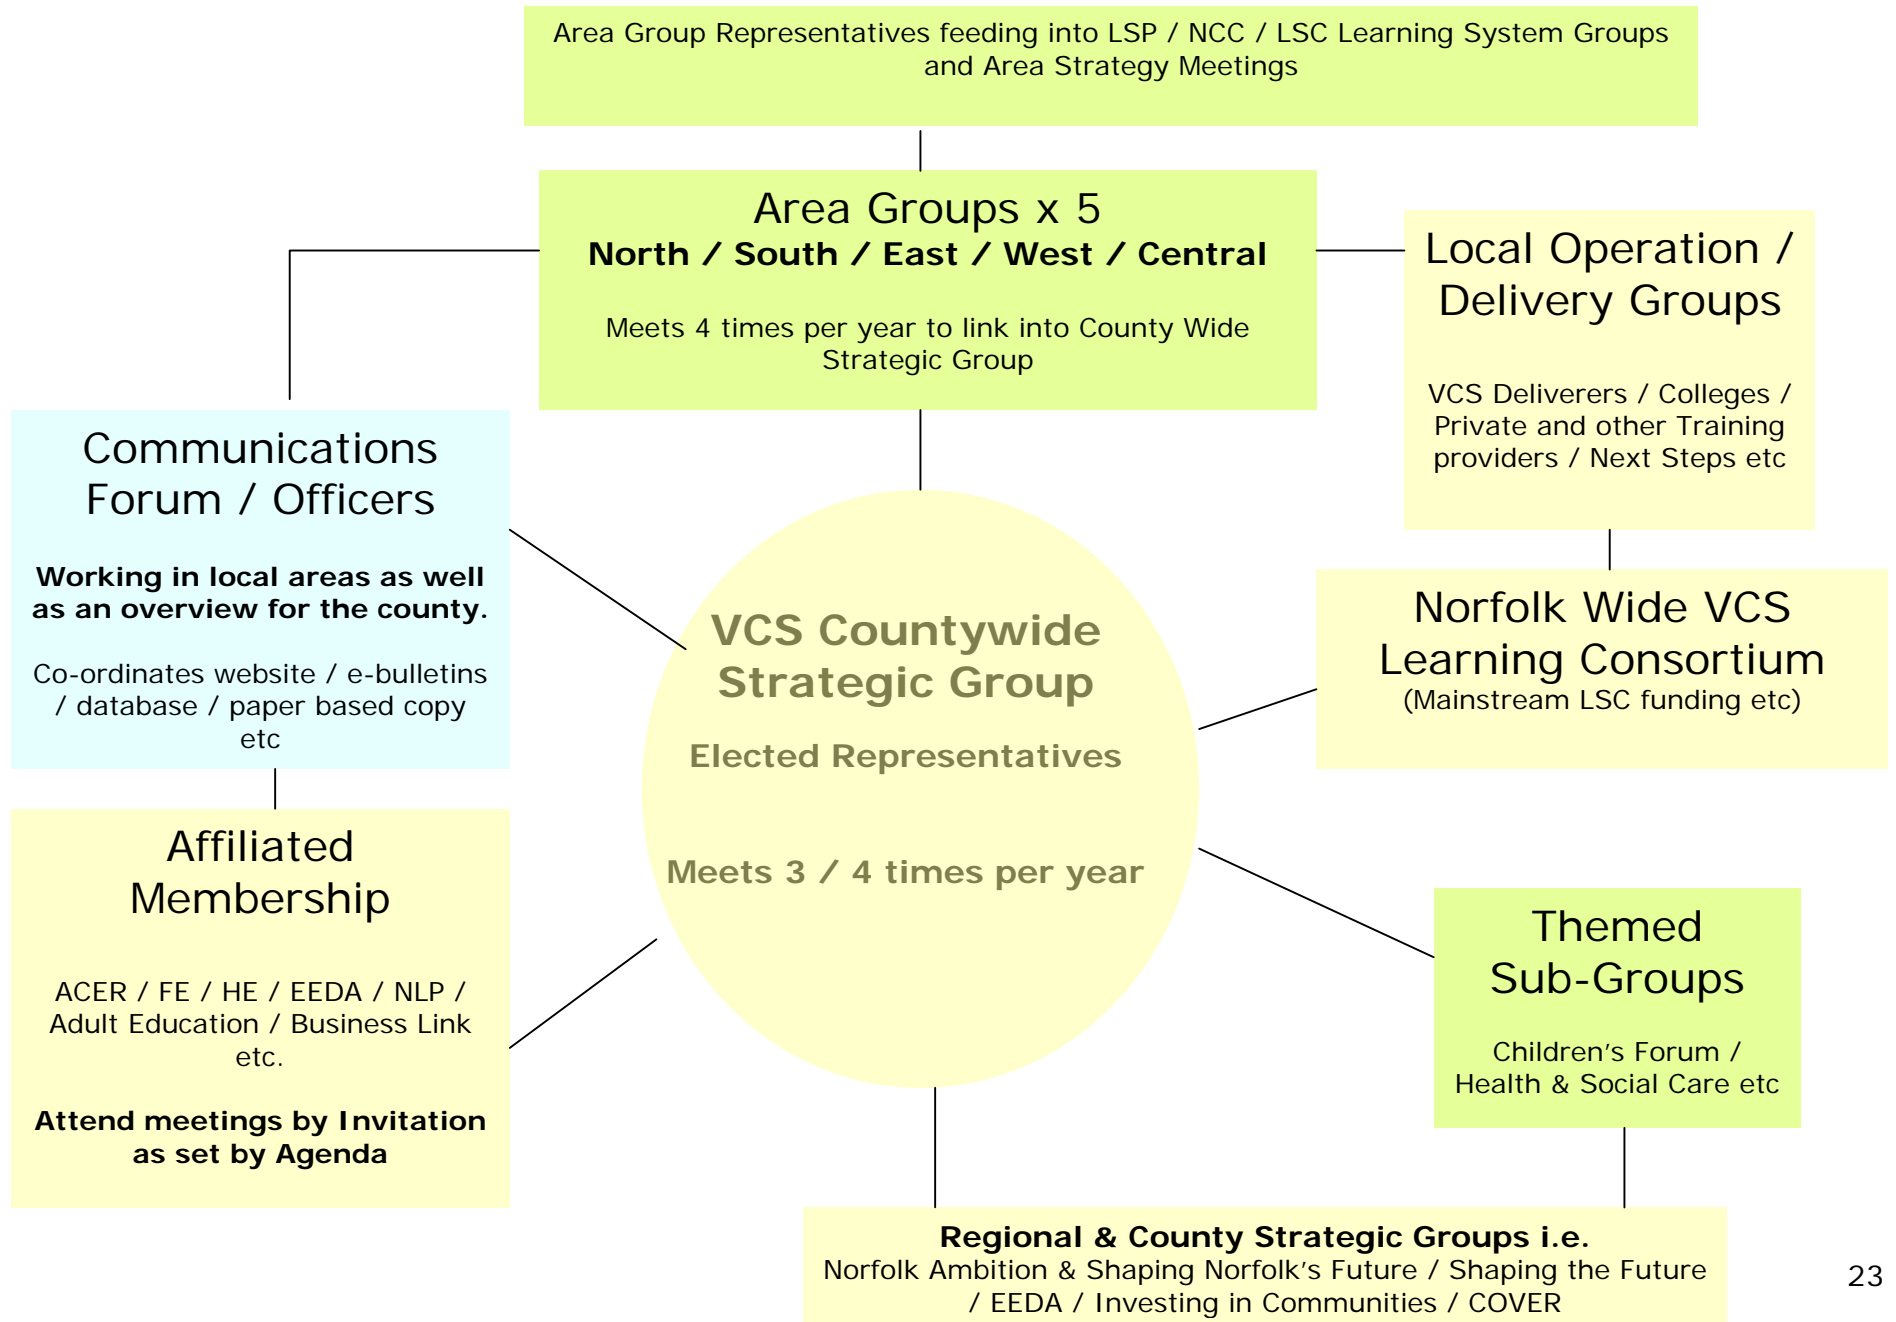 Area Group Representatives feeding into LSP / NCC / LSC Learning System Groups
and Area Strategy Meetings
Area Groups x 5
North / South / East / West / Central
Meets 4 times per year to link into County Wide
Strategic Group
Local Operation /
Delivery Groups
VCS Deliverers / Colleges /
Private and other Training
providers / Next Steps etc
Communications
Forum / Officers
Working in local areas as well
as an overview for the county.
Co-ordinates website / e-bulletins
/ database / paper based copy
etc
VCS Countywide
Strategic Group
Elected Representatives
Meets 3 / 4 times per year
Norfolk Wide VCS
Learning Consortium
(Mainstream LSC funding etc)
Affiliated
Membership
ACER / FE / HE / EEDA / NLP /
Adult Education / Business Link
etc.
Attend meetings by Invitation
as set by Agenda
Themed
Sub-Groups
Children’s Forum /
Health & Social Care etc
Regional & County Strategic Groups i.e.
Norfolk Ambition & Shaping Norfolk’s Future / Shaping the Future
/ EEDA / Investing in Communities / COVER
23